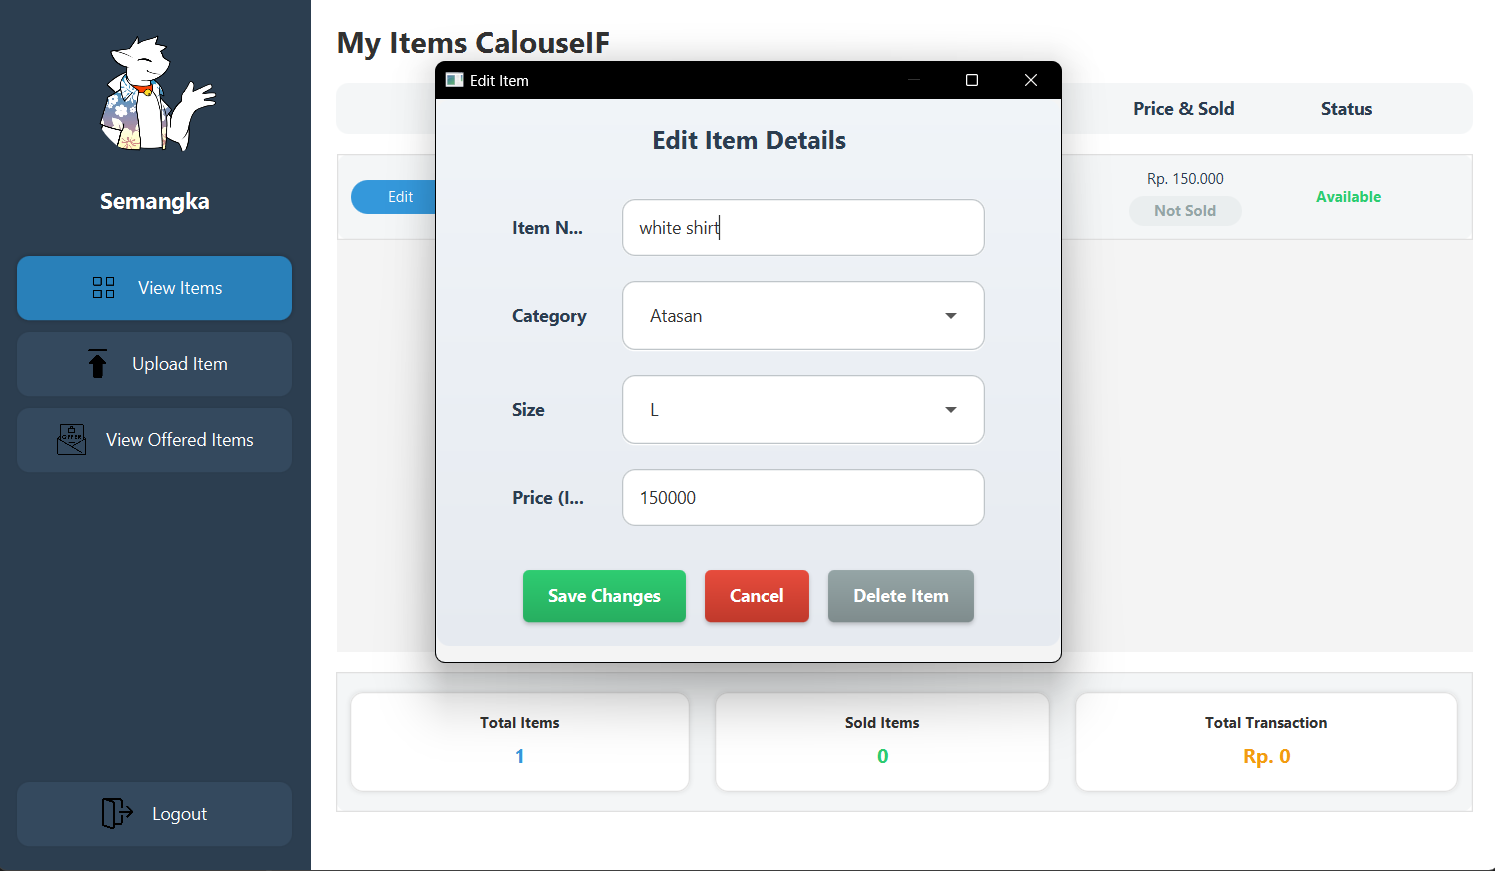 Semangka
View Items
Upload Item
OFFER
View Offered Items
Logout
My Items CalouseIF
Price & Sold
Status
Edit
Rp. 150.000
Not Sold
Available
Edit Item
Edit Item Details
Item N...
white shirt
Category
Atasan
Size
L
Price (I...
150000
Save Changes
Cancel
Delete Item
Total Items
1
Sold Items
0
Total Transaction
Rp. 0